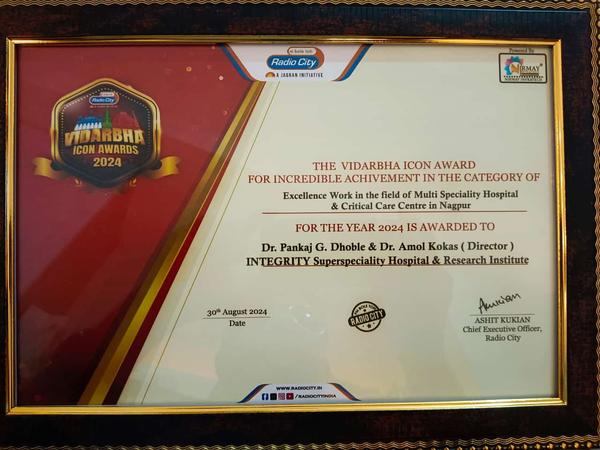 Radio City
A JAGRAN INITIATIVE
Powered By
NIRMAY
Radio City
VIDARBHA
ICON AWARDS
2024
THE VIDARBHA ICON AWARD
FOR INCREDIBLE ACHIVEMENT IN THE CATEGORY OF
Excellence Work in the field of Multi Speciality Hospital
& Critical Care Centre in Nagpur
FOR THE YEAR 2024 IS AWARDED TO
Dr. Pankaj G. Dhoble & Dr. Amol Kokas ( Director )
INTEGRITY Superspeciality Hospital & Research Institute
30th August 2024
Date
RADIO CITY
ASHIT KUKIAN
Chief Executive Officer,
Radio City
WWW.RADIOCITY.IN
/RADIOCITYINDIA